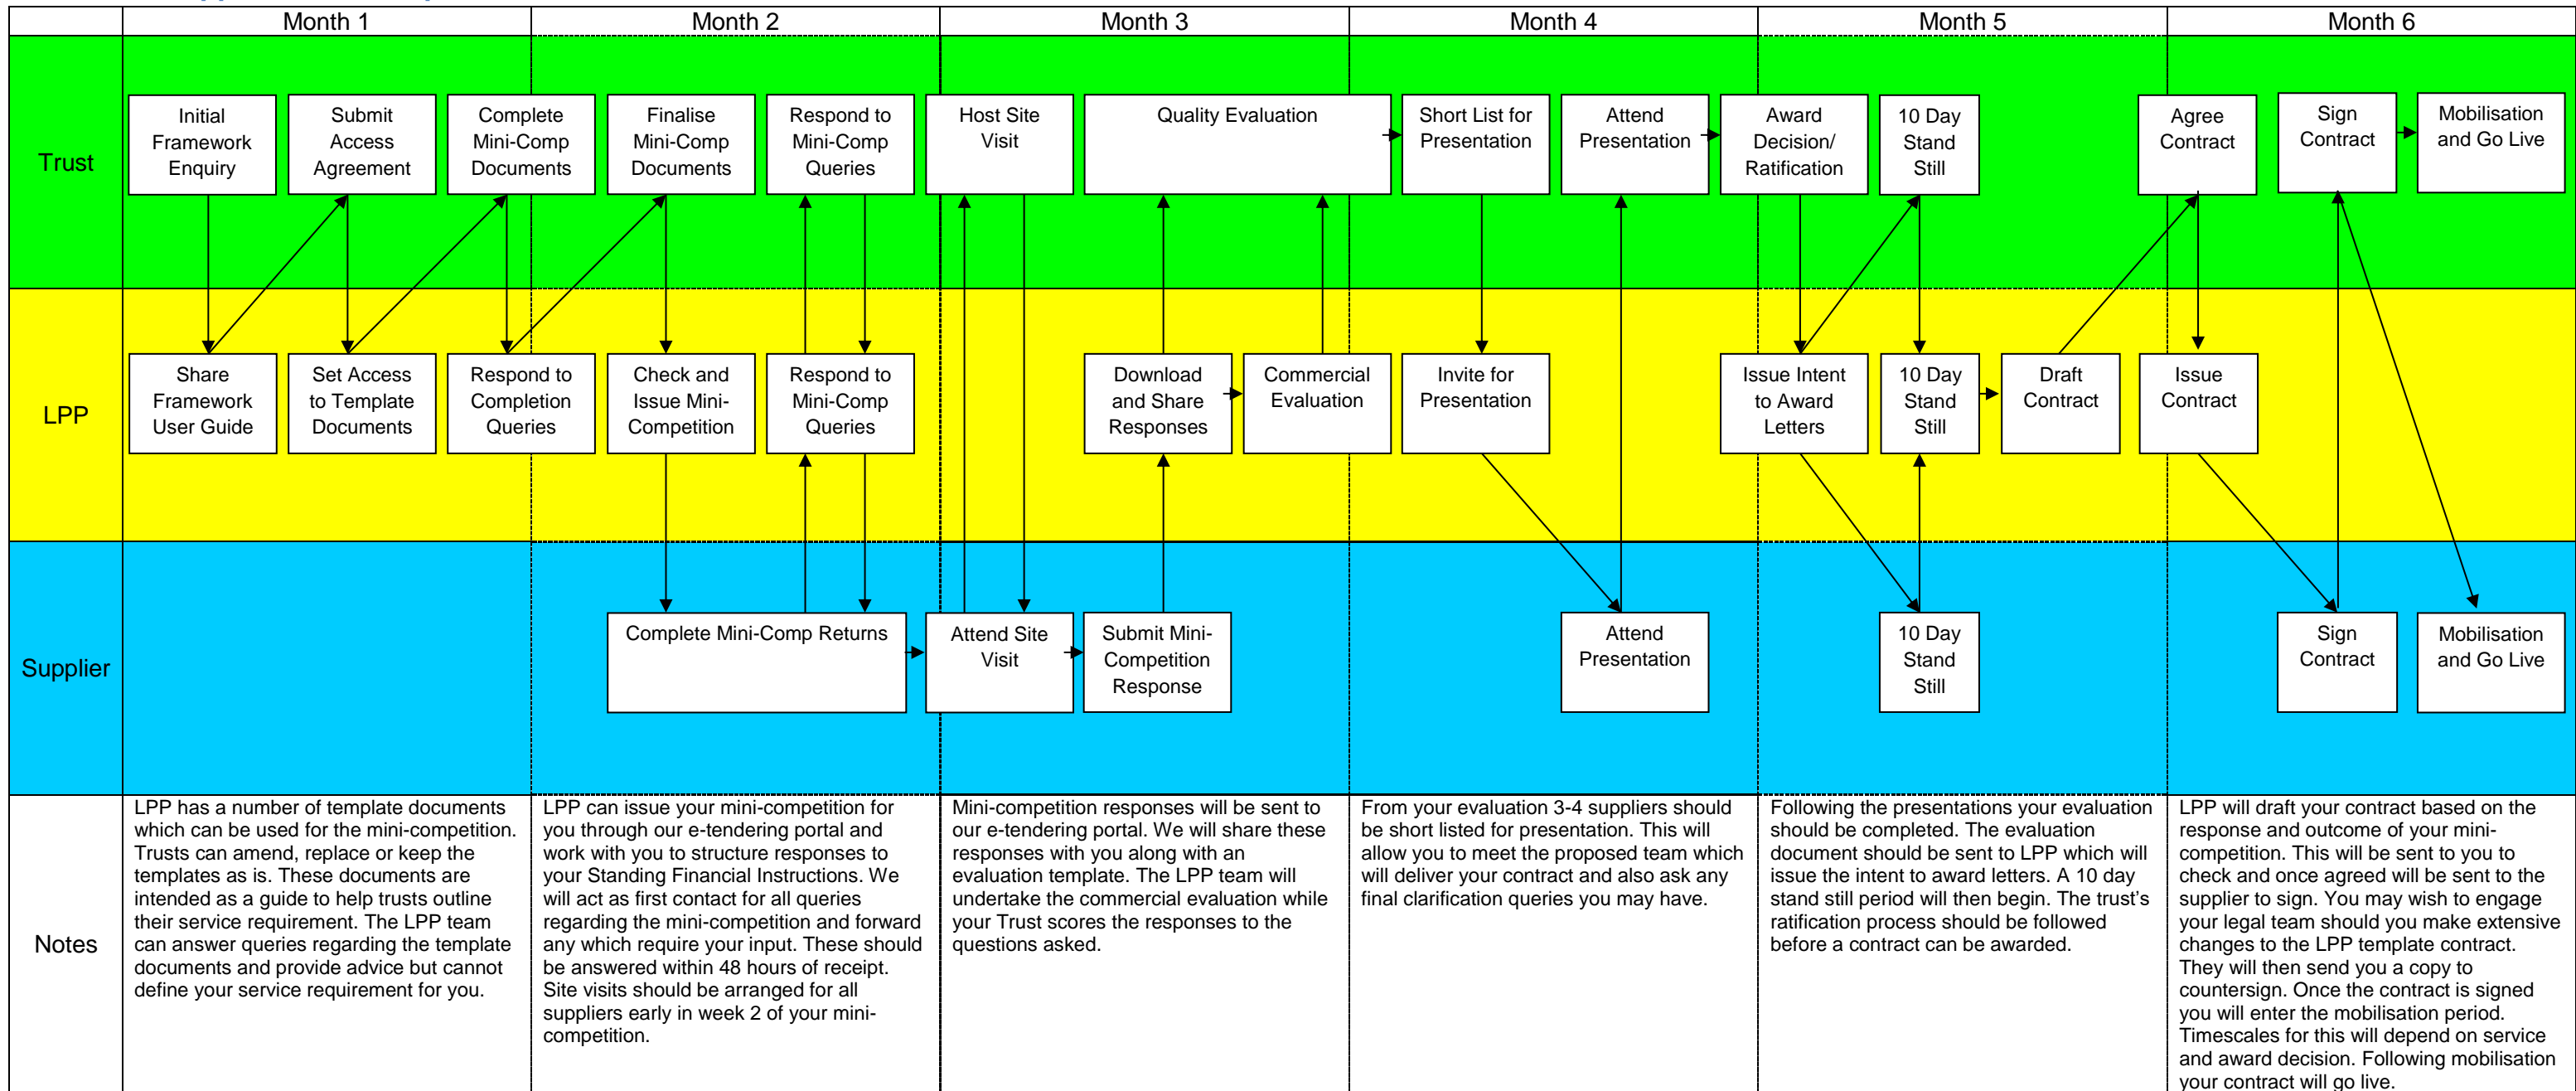 Month 1
Month 2
Month 3
Month 4
Month 5
Month 6
Trust
Initial
Framework
Enquiry
Submit
Access
Agreement
Complete
Mini-Comp
Documents
Finalise
Mini-Comp
Documents
Respond to
Mini-Comp
Queries
Host Site
Visit
Quality Evaluation
Short List for
Presentation
Attend
Presentation
Award
Decision/
Ratification
10 Day
Stand
Still
Agree
Contract
Sign
Contract
Mobilisation
and Go Live
LPP
Share
Framework
User Guide
Set Access
to Template
Documents
Respond to
Completion
Queries
Check and
Issue Mini-
Competition
Respond to
Mini-Comp
Queries
Download
and Share
Responses
Commercial
Evaluation
Invite for
Presentation
Issue Intent
to Award
Letters
10 Day
Stand
Still
Draft
Contract
Issue
Contract
Supplier
Complete Mini-Comp Returns
Attend Site
Visit
Submit Mini-
Competition
Response
Attend
Presentation
10 Day
Stand
Still
Sign
Contract
Mobilisation
and Go Live
Notes
LPP has a number of template documents
which can be used for the mini-competition.
Trusts can amend, replace or keep the
templates as is. These documents are
intended as a guide to help trusts outline
their service requirement. The LPP team
can answer queries regarding the template
documents and provide advice but cannot
define your service requirement for you.
LPP can issue your mini-competition for
you through our e-tendering portal and
work with you to structure responses to
your Standing Financial Instructions. We
will act as first contact for all queries
regarding the mini-competition and forward
any which require your input. These should
be answered within 48 hours of receipt.
Site visits should be arranged for all
suppliers early in week 2 of your mini-
competition.
Mini-competition responses will be sent to
our e-tendering portal. We will share these
responses with you along with an
evaluation template. The LPP team will
undertake the commercial evaluation while
your Trust scores the responses to the
questions asked.
From your evaluation 3-4 suppliers should
be short listed for presentation. This will
allow you to meet the proposed team which
will deliver your contract and also ask any
final clarification queries you may have.
Following the presentations your evaluation
should be completed. The evaluation
document should be sent to LPP which will
issue the intent to award letters. A 10 day
stand still period will then begin. The trust’s
ratification process should be followed
before a contract can be awarded.
LPP will draft your contract based on the
response and outcome of your mini-
competition. This will be sent to you to
check and once agreed will be sent to the
supplier to sign. You may wish to engage
your legal team should you make extensive
changes to the LPP template contract.
They will then send you a copy to
countersign. Once the contract is signed
you will enter the mobilisation period.
Timescales for this will depend on service
and award decision. Following mobilisation
your contract will go live.